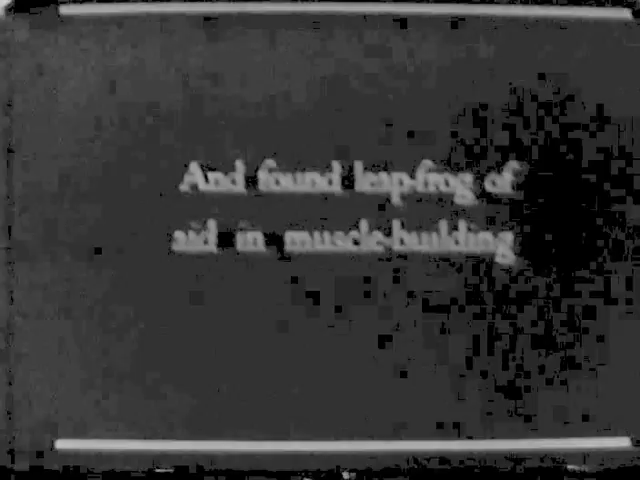 And found leap-frog of
aid in muscle-building